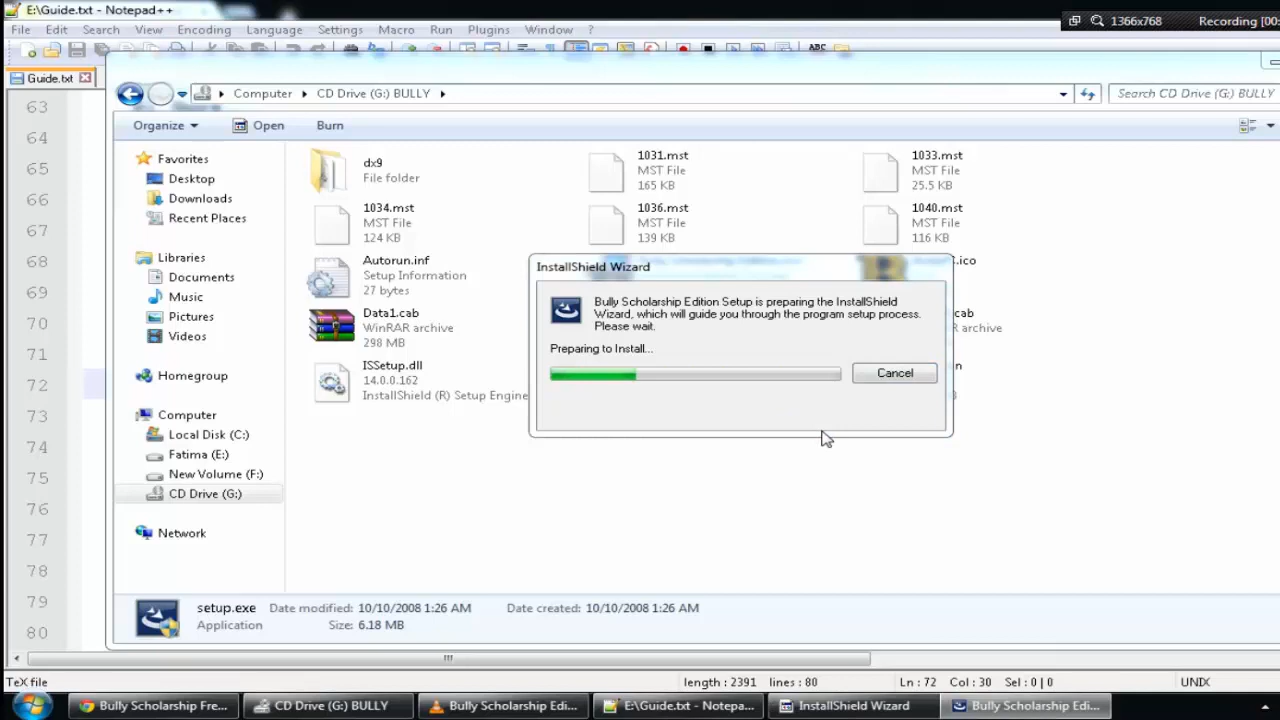 E:\Guide.txt - Notepad++
1366x768
Recording [00
File Edit Search View Encoding Language Settings Macro Run Plugins Window ?
ABC
Guide.txt
63
64
65
66
67
68
69
70
71
72
73
74
75
76
77
78
79
80
Computer CD Drive (G:) BULLY
Search CD Drive (G:) BULLY
Organize Open Burn
Favorites
Desktop
Downloads
Recent Places
Libraries
Documents
Music
Pictures
Videos
Homegroup
Computer
Local Disk (C:)
Fatima (E:)
New Volume (F:)
CD Drive (G:)
Network
dx9
File folder
1031.mst
MST File
165 KB
1033.mst
MST File
25.5 KB
1034.mst
MST File
124 KB
1036.mst
MST File
139 KB
1040.mst
MST File
116 KB
Autorun.inf
Setup Information
27 bytes
.ico
Data1.cab
WinRAR archive
298 MB
cab
archive
ISSetup.dll
14.0.0.162
InstallShield (R) Setup Engine
InstallShield Wizard
Bully Scholarship Edition Setup is preparing the InstallShield
Wizard, which will guide you through the program setup process.
Please wait.
Preparing to Install...
Cancel
setup.exe Date modified: 10/10/2008 1:26 AM Date created: 10/10/2008 1:26 AM
Application Size: 6.18 MB
TeX file length : 2391 lines : 80 Ln : 72 Col : 30 Sel : 0 | 0 UNIX
Bully Scholarship Fre... CD Drive (G:) BULLY Bully Scholarship Edi... E:\Guide.txt - Notepa... InstallShield Wizard Bully Scholarship Edi...